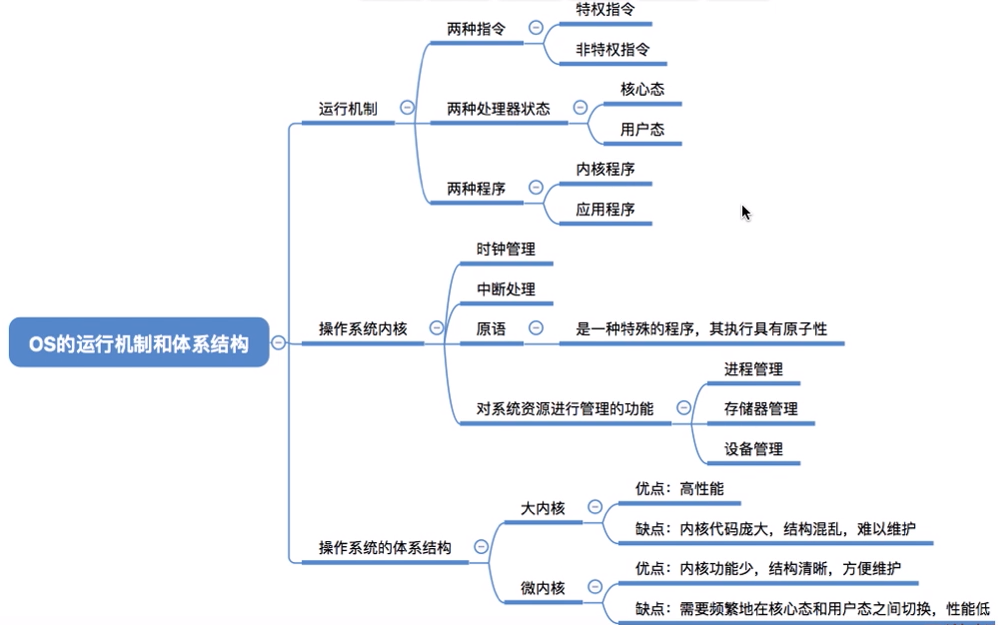 特权指令
两种指令
非特权指令
核心态
运行机制
两种处理器状态
用户态
内核程序
两种程序
应用程序
时钟管理
中断处理
操作系统内核
原语
是一种特殊的程序，其执行具有原子性
OS的运行机制和体系结构
进程管理
对系统资源进行管理的功能
存储器管理
设备管理
优点：高性能
大内核
缺点：内核代码庞大，结构混乱，难以维护
操作系统的体系结构
优点：内核功能少，结构清晰，方便维护
微内核
缺点：需要频繁地在核心态和用户态之间切换，性能低